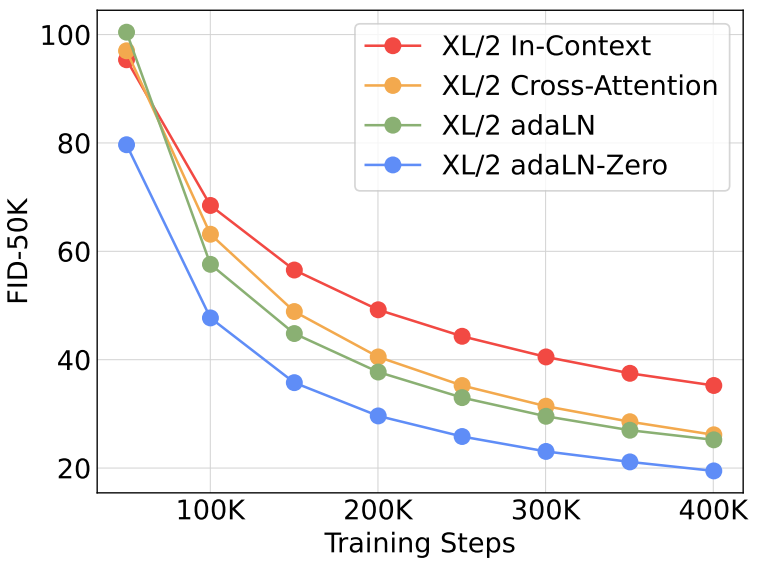 100
80
60
40
20
FID-50K
XL/2 In-Context
XL/2 Cross-Attention
XL/2 adaLN
XL/2 adaLN-Zero
100K 200K 300K 400K
Training Steps